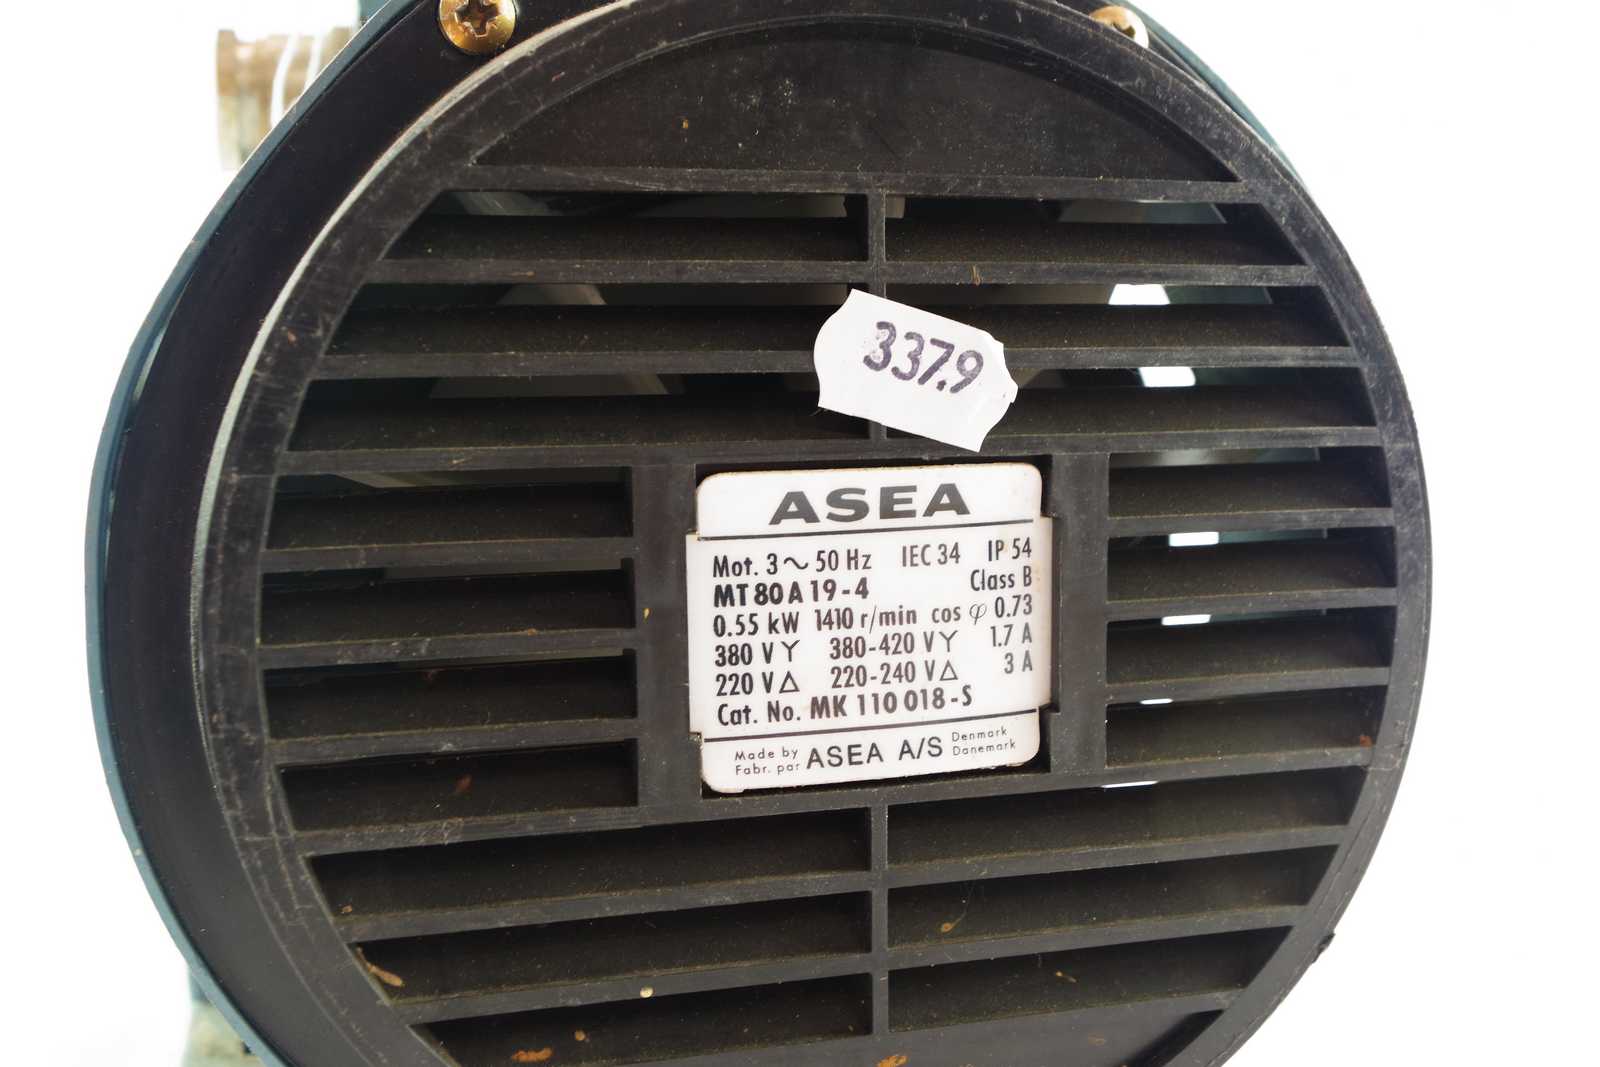 337.9
ASEA
Mot. 3~ 50 Hz IEC 34 IP 54
MT 80 A 19-4 Class B
0.55 kW 1410 r/min cos φ 0.73
380 V Y 380-420 V Y 1.7 A
220 V △ 220-240 V △ 3 A
Cat. No. MK 110 018-S
Made by ASEA A/S Denmark
Fabr. par Danemark